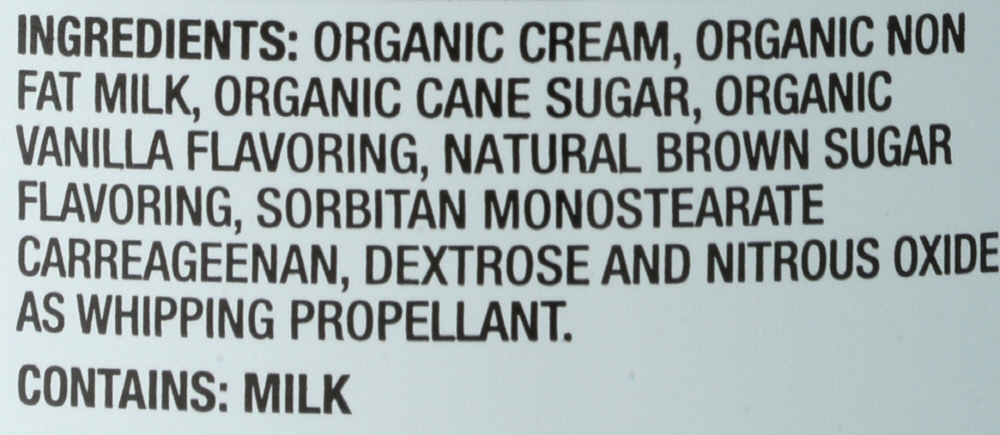 INGREDIENTS: ORGANIC CREAM, ORGANIC NON
FAT MILK, ORGANIC CANE SUGAR, ORGANIC
VANILLA FLAVORING, NATURAL BROWN SUGAR
FLAVORING, SORBITAN MONOSTEARATE
CARREAGEENAN, DEXTROSE AND NITROUS OXIDE
AS WHIPPING PROPELLANT.
CONTAINS: MILK